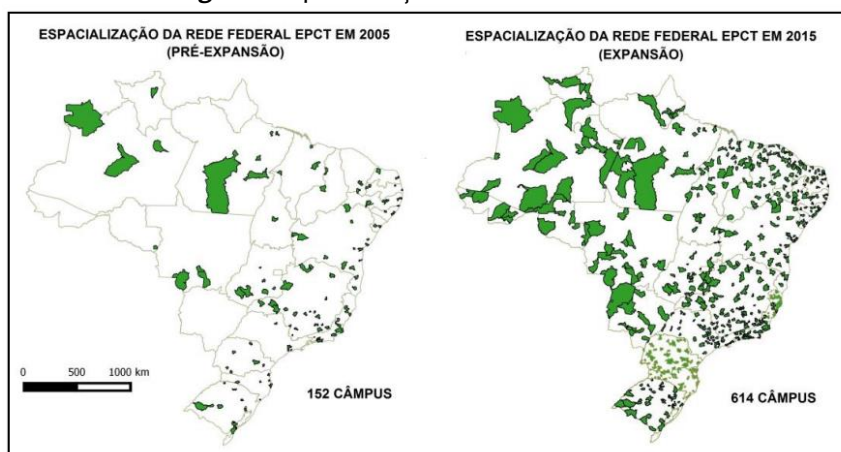 ESPACIALIZAÇÃO DA REDE FEDERAL EPCT EM 2005
(PRÉ-EXPANSÃO)
ESPACIALIZAÇÃO DA REDE FEDERAL EPCT EM 2015
(EXPANSÃO)
0 500 1000 km
152 CÂMPUS
614 CÂMPUS